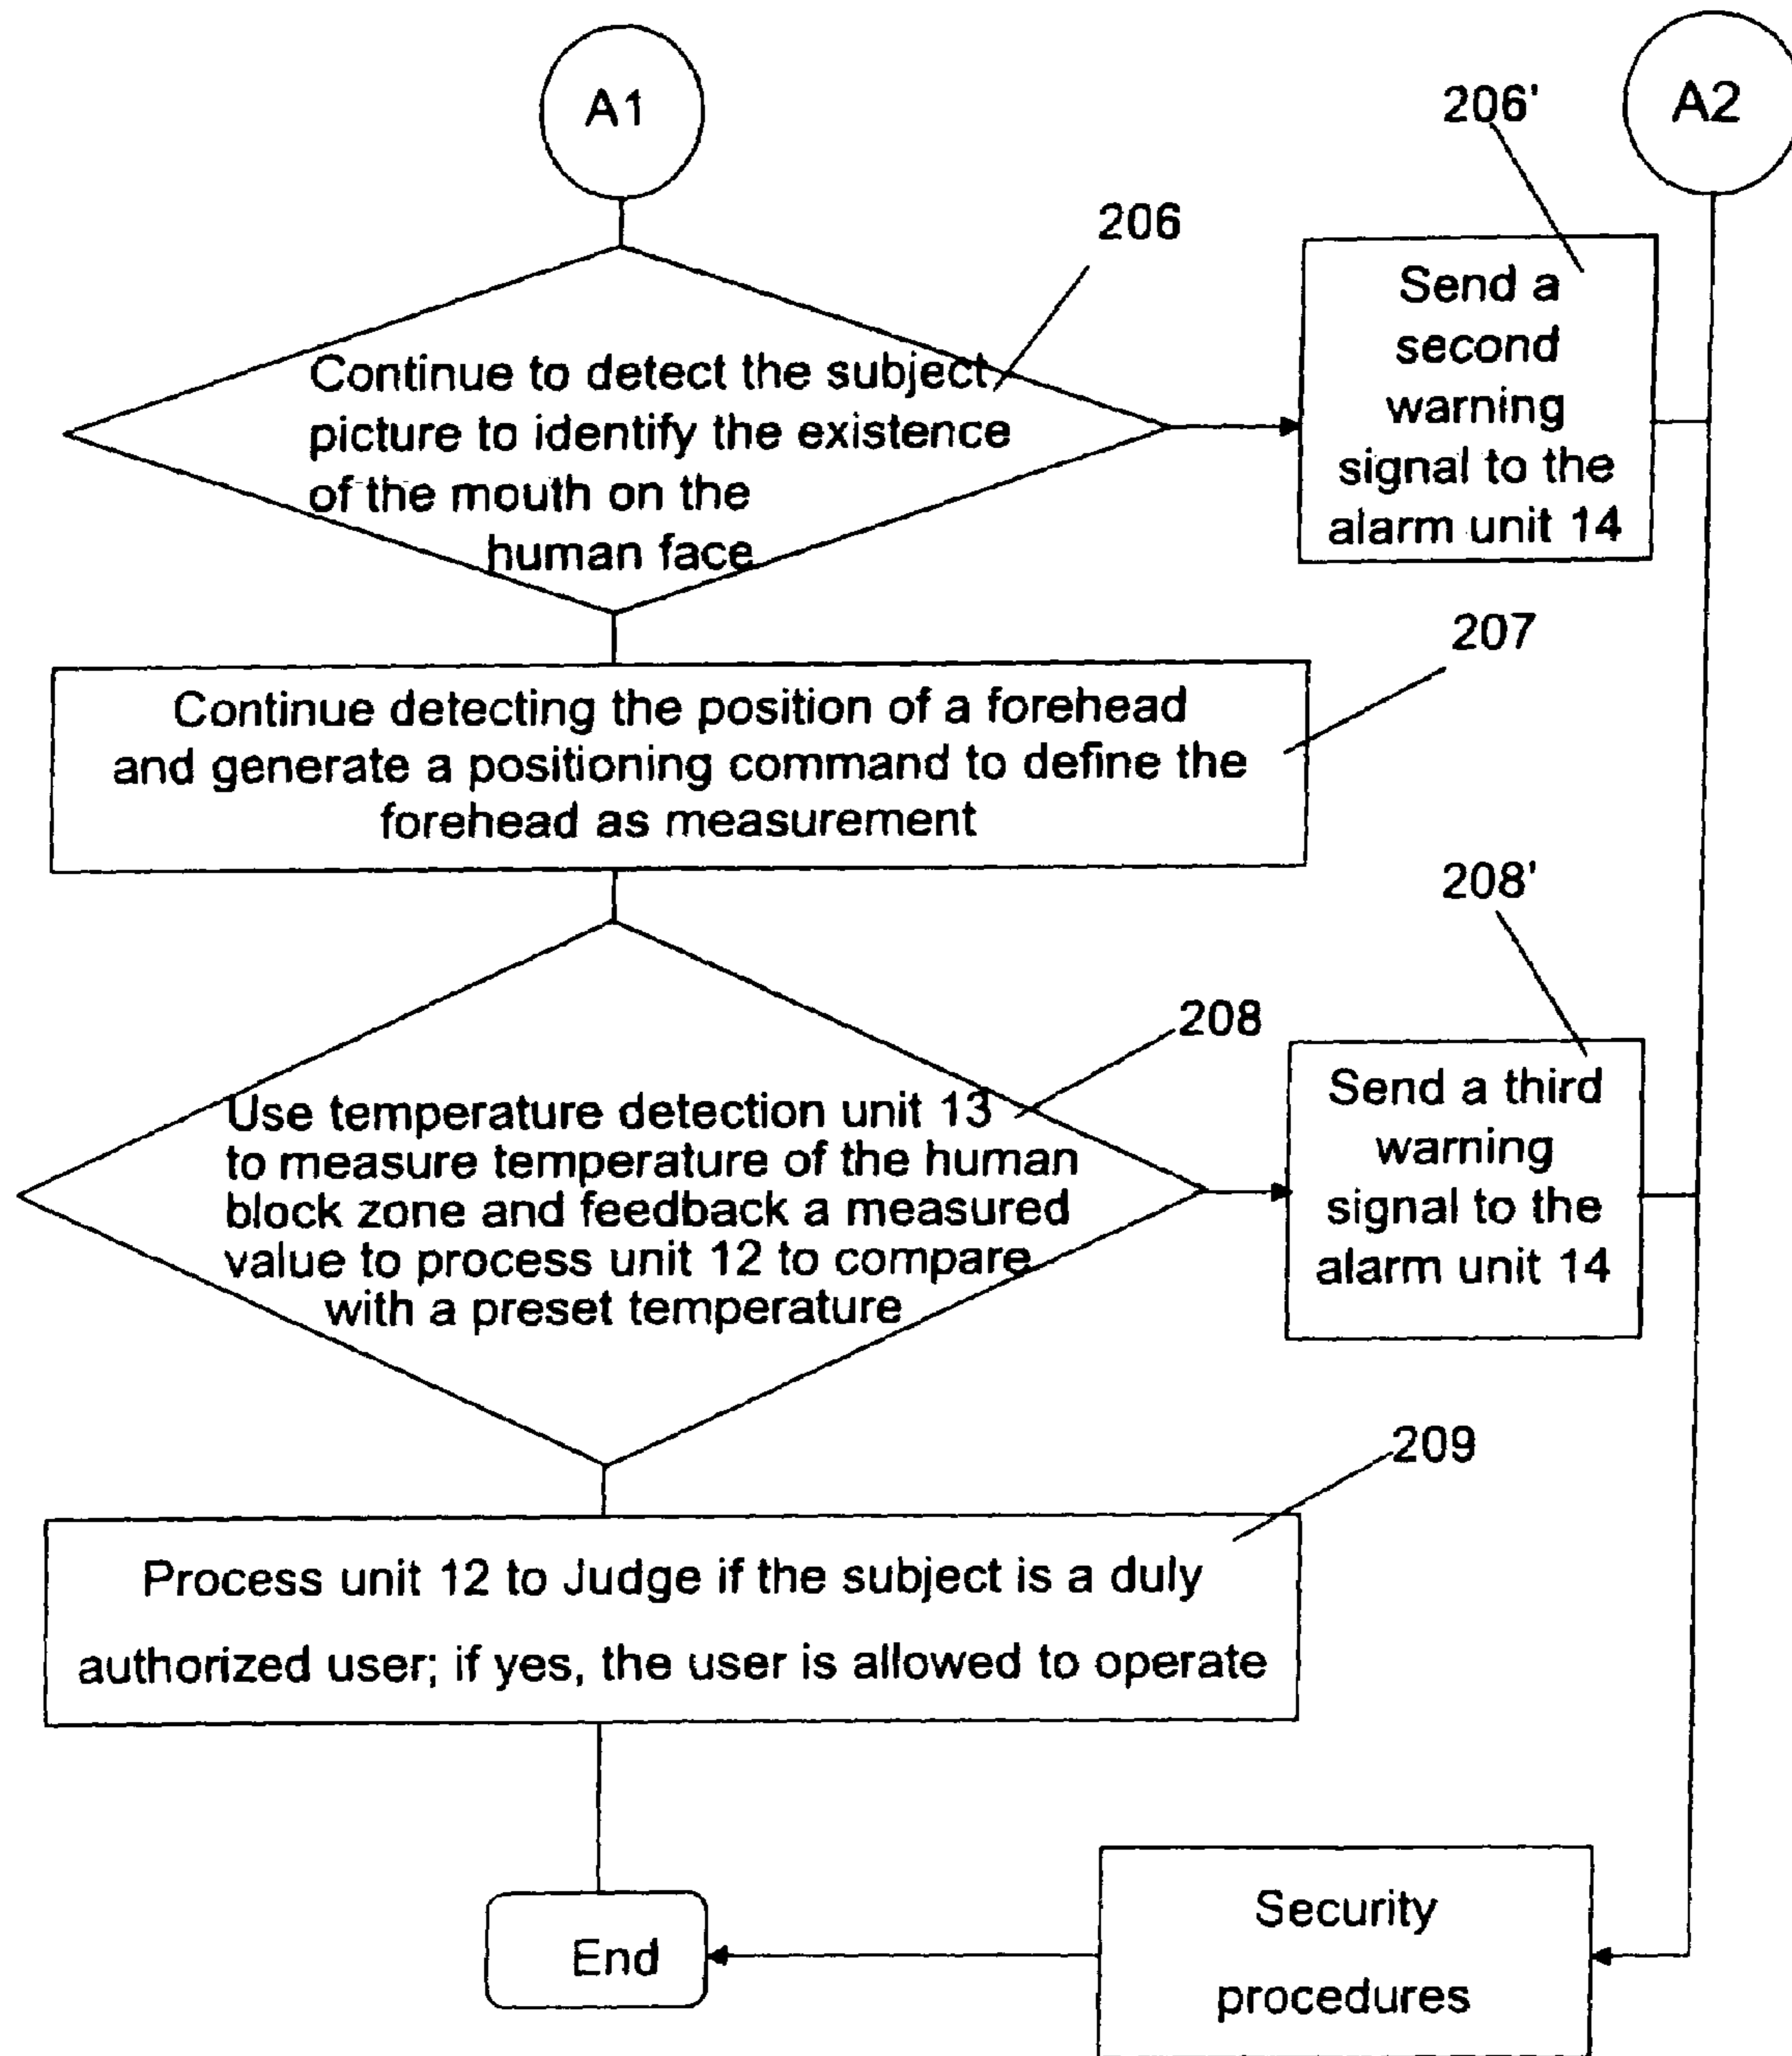 A1
A2
206'
206
Send a
second
warning
signal to the
alarm unit 14
Continue to detect the subject
picture to identify the existence
of the mouth on the
human face
207
Continue detecting the position of a forehead
and generate a positioning command to define the
forehead as measurement
208'
208
Send a third
warning
signal to the
alarm unit 14
Use temperature detection unit 13
to measure temperature of the human
block zone and feedback a measured
value to process unit 12 to compare
with a preset temperature
209
Process unit 12 to Judge if the subject is a duly
authorized user; if yes, the user is allowed to operate
End
Security
procedures